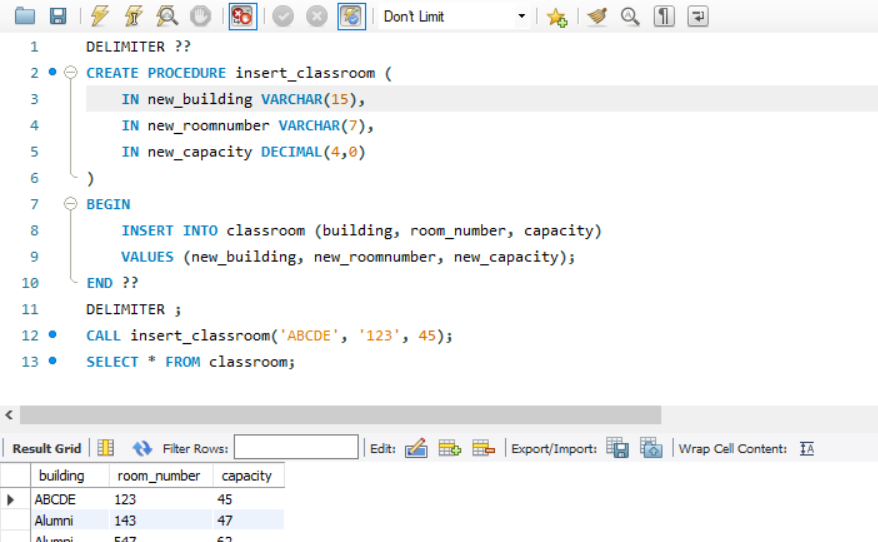 Don't Limit
1 DELIMITER ??
2 CREATE PROCEDURE insert_classroom (
3 IN new_building VARCHAR(15),
4 IN new_roomnumber VARCHAR(7),
5 IN new_capacity DECIMAL(4,0)
6 )
7 BEGIN
8 INSERT INTO classroom (building, room_number, capacity)
9 VALUES (new_building, new_roomnumber, new_capacity);
10 END ??
11 DELIMITER ;
12 CALL insert_classroom('ABCDE', '123', 45);
13 SELECT * FROM classroom;
Result Grid Filter Rows: Edit: Export/Import: Wrap Cell Content: IA
building room_number capacity
ABCDE 123 45
Alumni 143 47
Alumni 547 62